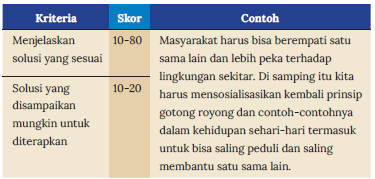 Kriteria Skor Contoh
Menjelaskan
solusi yang sesuai
10-80
Solusi yang
disampaikan
mungkin untuk
diterapkan
10-20
Masyarakat harus bisa berempati satu
sama lain dan lebih peka terhadap
lingkungan sekitar. Di samping itu kita
harus mensosialisasikan kembali prinsip
gotong royong dan contoh-contohnya
dalam kehidupan sehari-hari termasuk
untuk bisa saling peduli dan saling
membantu satu sama lain.